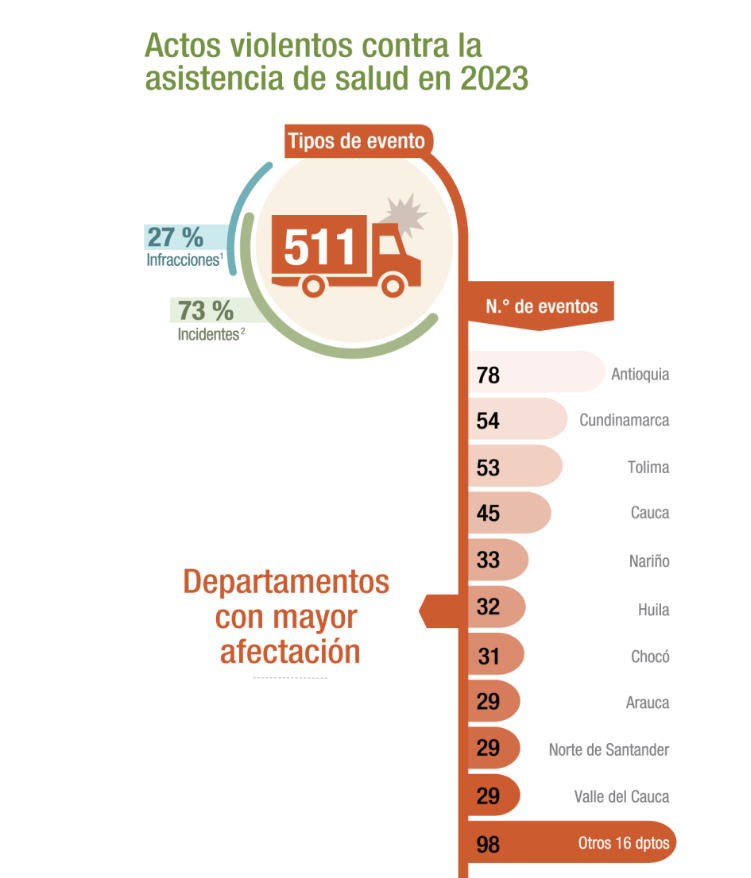 Actos violentos contra la
asistencia de salud en 2023
Tipos de evento
511
27 %
Infracciones¹
73 %
Incidentes²
N.° de eventos
78 Antioquia
54 Cundinamarca
53 Tolima
45 Cauca
33 Nariño
32 Huila
31 Chocó
29 Arauca
29 Norte de Santander
29 Valle del Cauca
98 Otros 16 dptos
Departamentos
con mayor
afectación